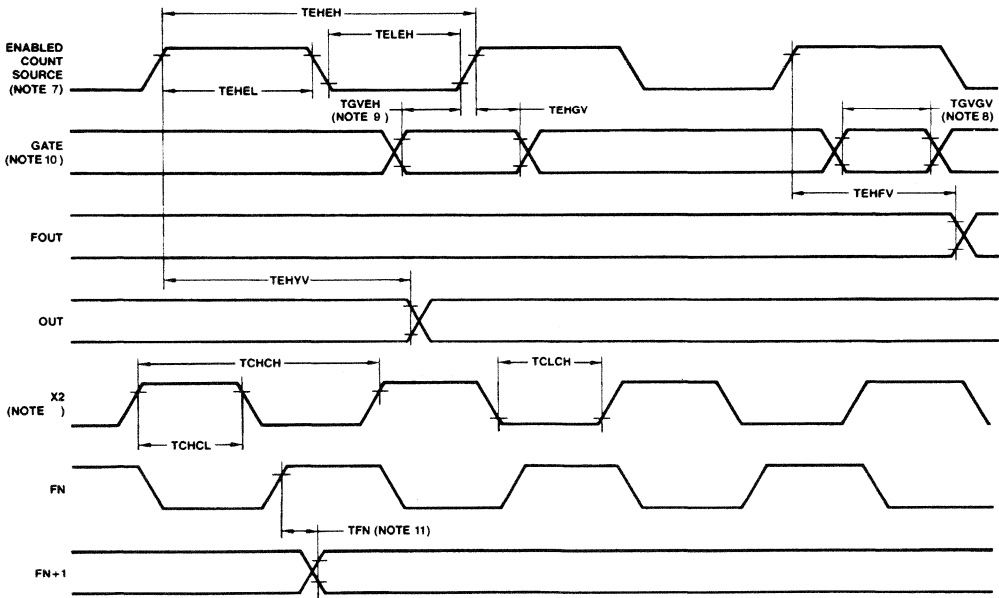 TEHEH
TELEH
ENABLED
COUNT
SOURCE
(NOTE 7)
TEHEL
TGVEH
(NOTE 9 )
TEHGV
TGVGV
(NOTE 8)
GATE
(NOTE 10)
TEHFV
FOUT
TEHYV
OUT
TCHCH
TCLCH
X2
(NOTE )
TCHCL
FN
TFN (NOTE 11)
FN+1